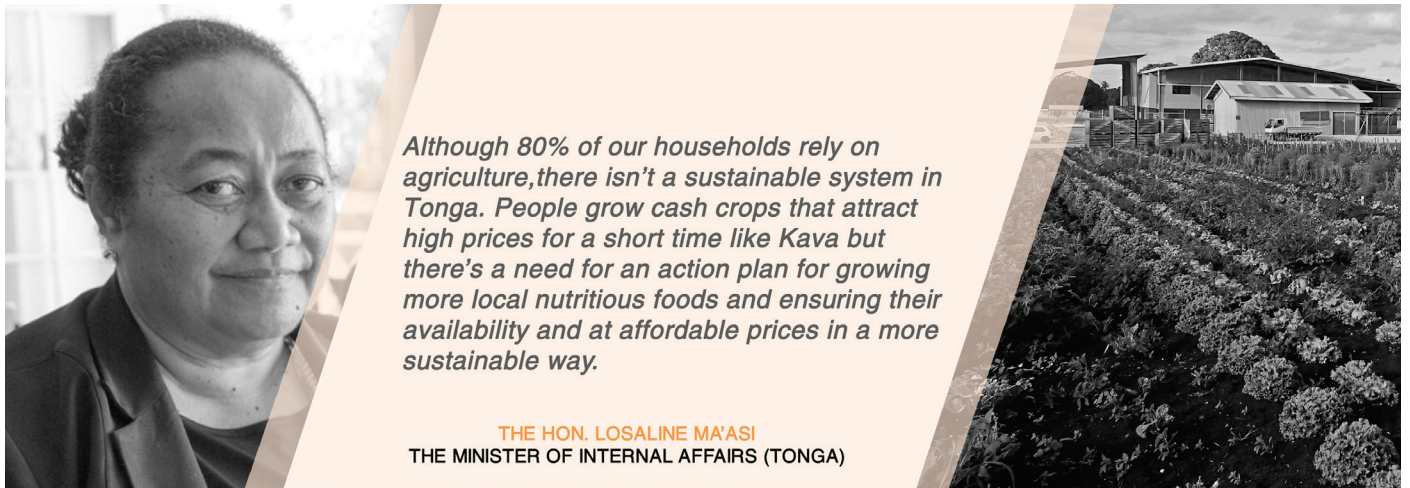 Although 80% of our households rely on
agriculture,there isn't a sustainable system in
Tonga. People grow cash crops that attract
high prices for a short time like Kava but
there's a need for an action plan for growing
more local nutritious foods and ensuring their
availability and at affordable prices in a more
sustainable way.
THE HON. LOSALINE MA'ASI
THE MINISTER OF INTERNAL AFFAIRS (TONGA)